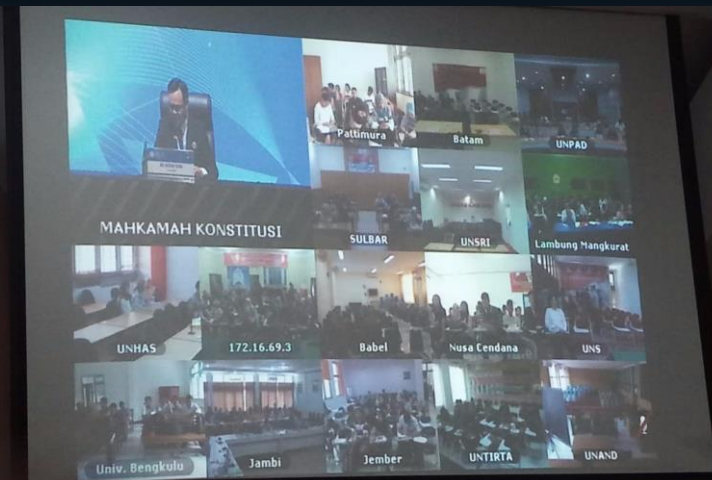 MAHKAMAH KONSTITUSI
Pattimura
Batam
UNPAD
SULBAR
UNSRI
Lambung Mangkurat
UNHAS
172.16.69.3
Babel
Nusa Cendana
UNS
Univ. Bengkulu
Jambi
Jember
UNTIRTA
UNAND